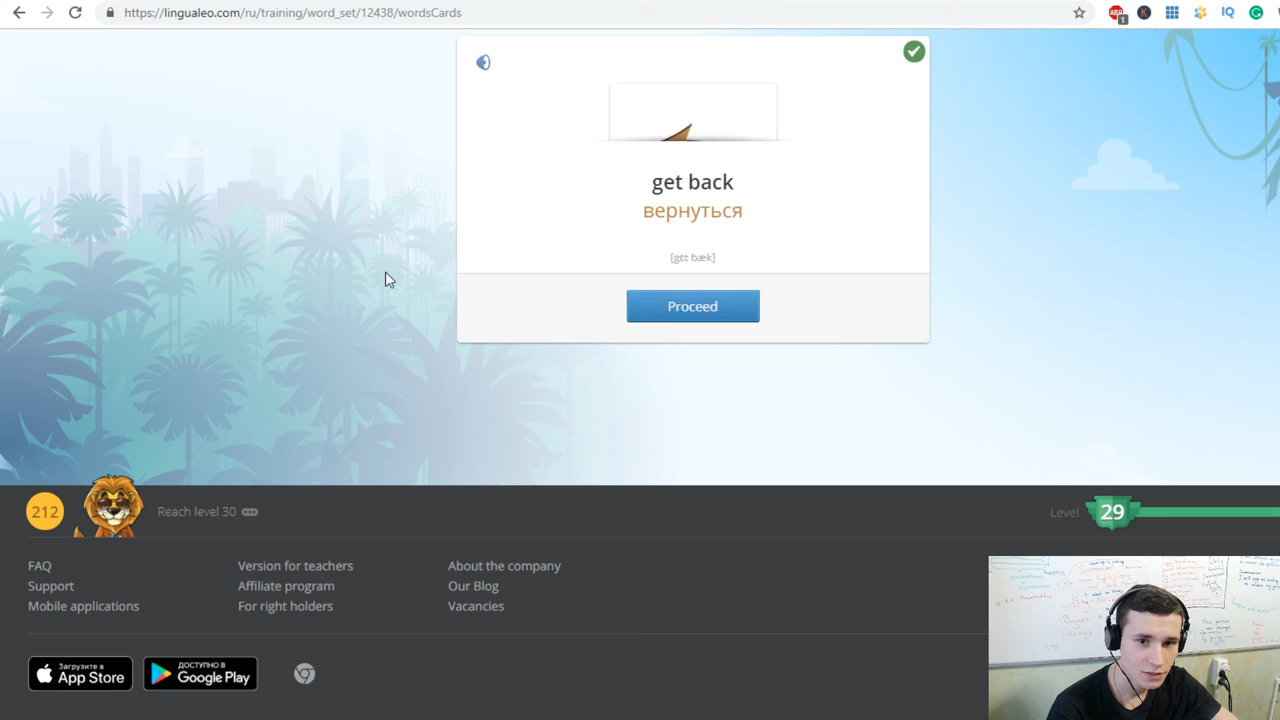 https://lingualeo.com/ru/training/word_set/12438/wordsCards
1
IQ
get back
вернуться
[gɛt bæk]
Proceed
212
Reach level 30
Level
29
FAQ
Version for teachers
About the company
Support
Affiliate program
Our Blog
Mobile applications
For right holders
Vacancies
Загрузите в
App Store
ДОСТУПНО В
Google Play